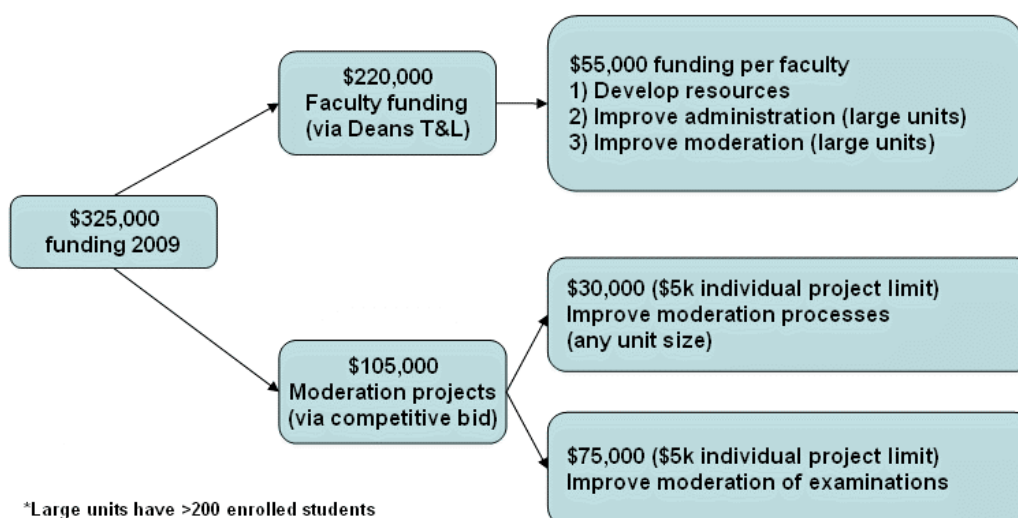 $220,000
Faculty funding
(via Deans T&L)
$55,000 funding per faculty
1) Develop resources
2) Improve administration (large units)
3) Improve moderation (large units)
$325,000
funding 2009
$105,000
Moderation projects
(via competitive bid)
$30,000 ($5k individual project limit)
Improve moderation processes
(any unit size)
$75,000 ($5k individual project limit)
Improve moderation of examinations
*Large units have >200 enrolled students